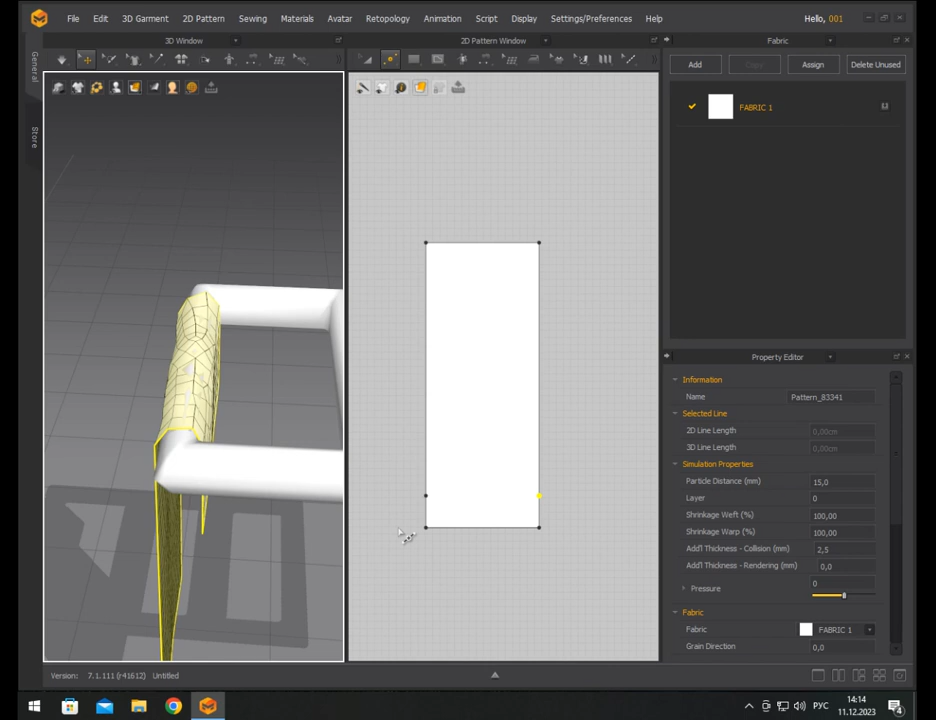 File Edit 3D Garment 2D Pattern Sewing Materials Avatar Retopology Animation Script Display Settings/Preferences Help Hello, 001
3D Window 2D Pattern Window Fabric
General
Store
Add Copy Assign Delete Unused
FABRIC 1
Property Editor
Information
Name Pattern_83341
Selected Line
2D Line Length 0,00cm
3D Line Length 0,00cm
Simulation Properties
Particle Distance (mm) 15,0
Layer 0
Shrinkage Weft (%) 100,00
Shrinkage Warp (%) 100,00
Add'l Thickness - Collision (mm) 2,5
Add'l Thickness - Rendering (mm) 0,0
Pressure 0
Fabric
Fabric FABRIC 1
Grain Direction 0,0
Version: 7.1.111 (r41612) Untitled
РУС
14:14
11.12.2023
4